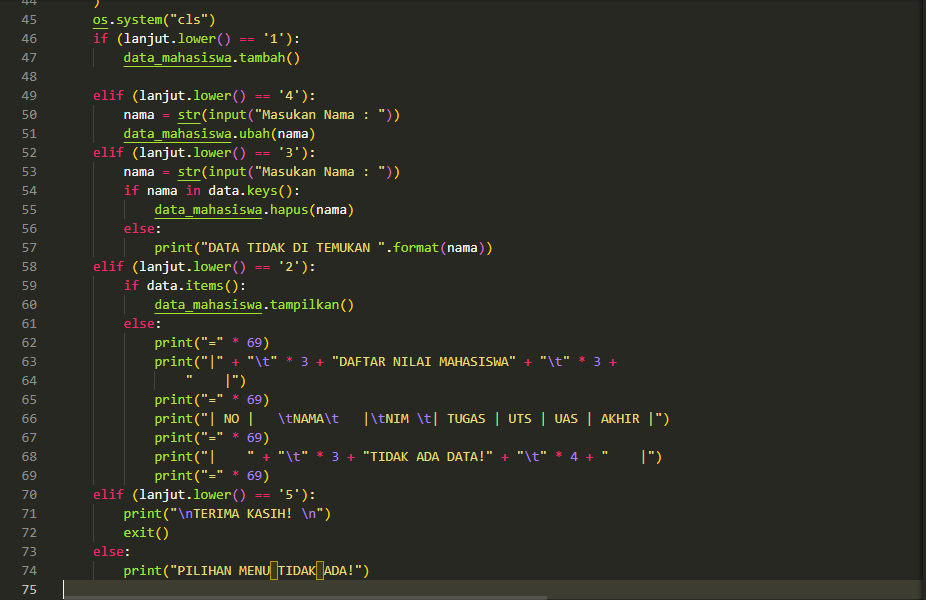 44 )
45 os.system("cls")
46 if (lanjut.lower() == '1'):
47 data_mahasiswa.tambah()
48
49 elif (lanjut.lower() == '4'):
50 nama = str(input("Masukan Nama : "))
51 data_mahasiswa.ubah(nama)
52 elif (lanjut.lower() == '3'):
53 nama = str(input("Masukan Nama : "))
54 if nama in data.keys():
55 data_mahasiswa.hapus(nama)
56 else:
57 print("DATA TIDAK DI TEMUKAN ".format(nama))
58 elif (lanjut.lower() == '2'):
59 if data.items():
60 data_mahasiswa.tampilkan()
61 else:
62 print("=" * 69)
63 print("|" + "\t" * 3 + "DAFTAR NILAI MAHASISWA" + "\t" * 3 +
64 "    |")
65 print("=" * 69)
66 print("| NO |   \tNAMA\t   |\tNIM \t| TUGAS | UTS | UAS | AKHIR |")
67 print("=" * 69)
68 print("|    " + "\t" * 3 + "TIDAK ADA DATA!" + "\t" * 4 + "    |")
69 print("=" * 69)
70 elif (lanjut.lower() == '5'):
71 print("\nTERIMA KASIH! \n")
72 exit()
73 else:
74 print("PILIHAN MENU TIDAK ADA!")
75